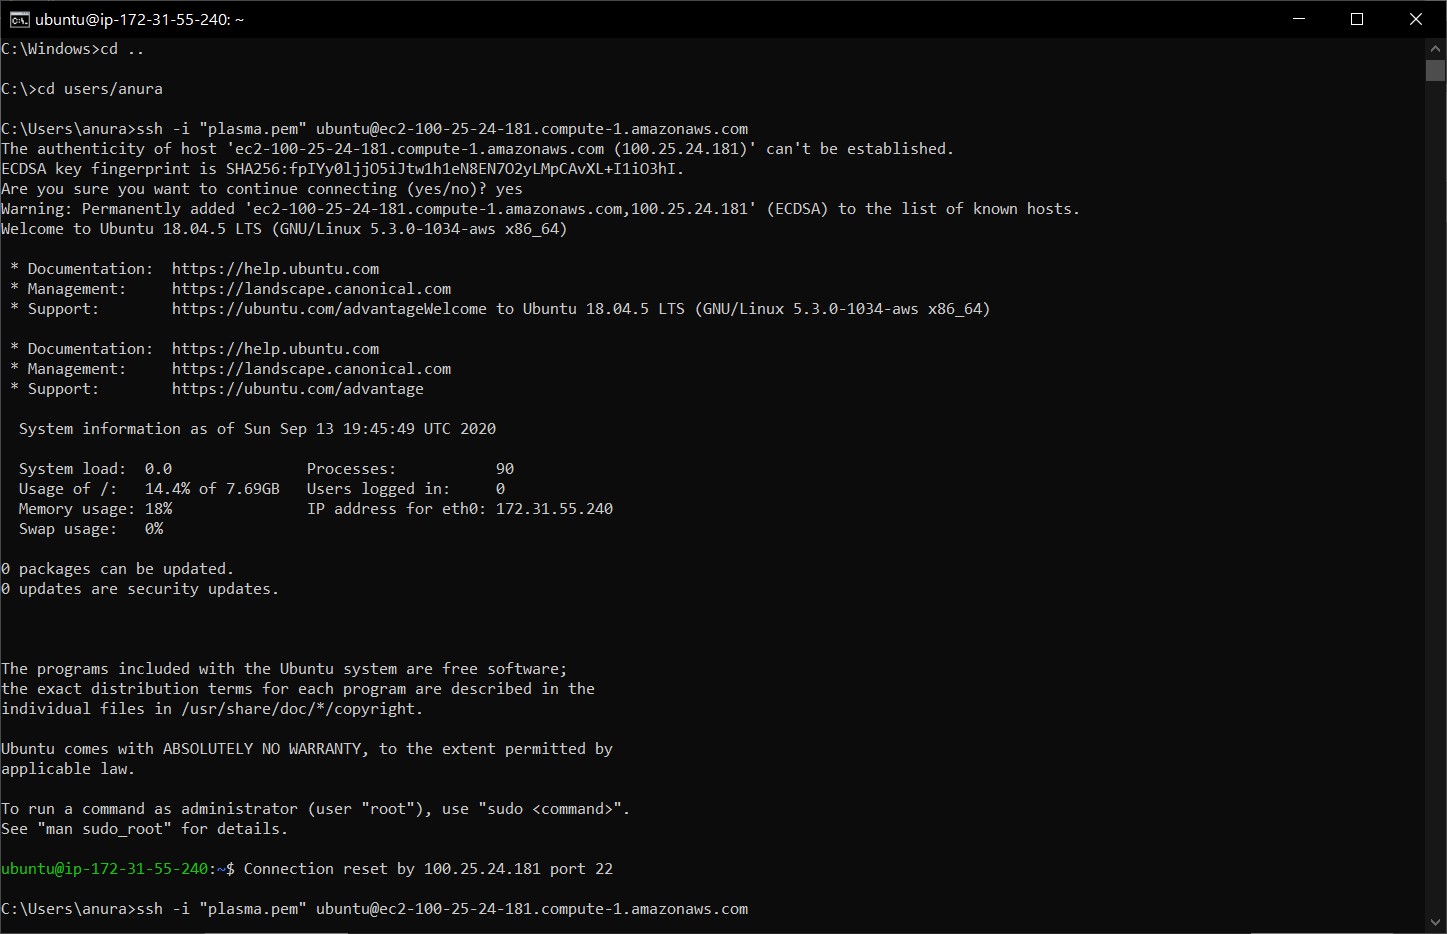 ubuntu@ip-172-31-55-240: ~
C:\Windows>cd ..
C:\>cd users/anura
C:\Users\anura>ssh -i "plasma.pem" ubuntu@ec2-100-25-24-181.compute-1.amazonaws.com
The authenticity of host 'ec2-100-25-24-181.compute-1.amazonaws.com (100.25.24.181)' can't be established.
ECDSA key fingerprint is SHA256:fpIYy0ljjO5iJtw1h1eN8EN7O2yLMpCAvXL+I1iO3hI.
Are you sure you want to continue connecting (yes/no)? yes
Warning: Permanently added 'ec2-100-25-24-181.compute-1.amazonaws.com,100.25.24.181' (ECDSA) to the list of known hosts.
Welcome to Ubuntu 18.04.5 LTS (GNU/Linux 5.3.0-1034-aws x86_64)
* Documentation:  https://help.ubuntu.com
* Management:     https://landscape.canonical.com
* Support:        https://ubuntu.com/advantageWelcome to Ubuntu 18.04.5 LTS (GNU/Linux 5.3.0-1034-aws x86_64)
* Documentation:  https://help.ubuntu.com
* Management:     https://landscape.canonical.com
* Support:        https://ubuntu.com/advantage
System information as of Sun Sep 13 19:45:49 UTC 2020
System load:  0.0               Processes:           90
Usage of /:   14.4% of 7.69GB   Users logged in:     0
Memory usage: 18%               IP address for eth0: 172.31.55.240
Swap usage:   0%
0 packages can be updated.
0 updates are security updates.
The programs included with the Ubuntu system are free software;
the exact distribution terms for each program are described in the
individual files in /usr/share/doc/*/copyright.
Ubuntu comes with ABSOLUTELY NO WARRANTY, to the extent permitted by
applicable law.
To run a command as administrator (user "root"), use "sudo <command>".
See "man sudo_root" for details.
ubuntu@ip-172-31-55-240:~$ Connection reset by 100.25.24.181 port 22
C:\Users\anura>ssh -i "plasma.pem" ubuntu@ec2-100-25-24-181.compute-1.amazonaws.com